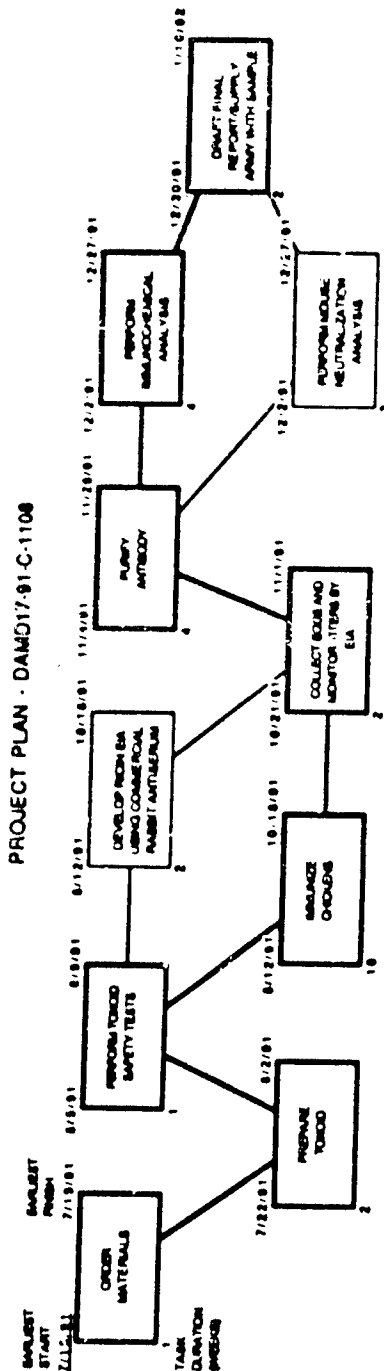 PROJECT PLAN - DAMD17-91-C-1108
EARLIEST
START
EARLIEST
FINISH
7/19/91
ORDER
MATERIALS
1
TASK
DURATION
(WEEKS)
7/22/91
8/2/91
PREPARE
TOXOID
2
8/5/91
8/9/91
PERFORM TOXOID
SAFETY TESTS
1
8/12/91
10/18/91
DEVELOP RICIN EIA
USING COMMERCIAL
RABBIT ANTISERUM
2
8/12/91
10/18/91
IMMUNIZE
CHICKENS
10
10/21/91
11/1/91
COLLECT EGGS AND
MONITOR TITERS BY
EIA
2
11/4/91
11/29/91
PURIFY
ANTIBODY
4
12/2/91
12/27/91
PERFORM
IMMUNOCHEMICAL
ANALYSIS
4
12/2/91
12/27/91
PERFORM MOUSE
NEUTRALIZATION
ANALYSIS
12/30/91
1/10/92
DRAFT FINAL
REPORT/SUPPLY
ARMY WITH SAMPLE
2